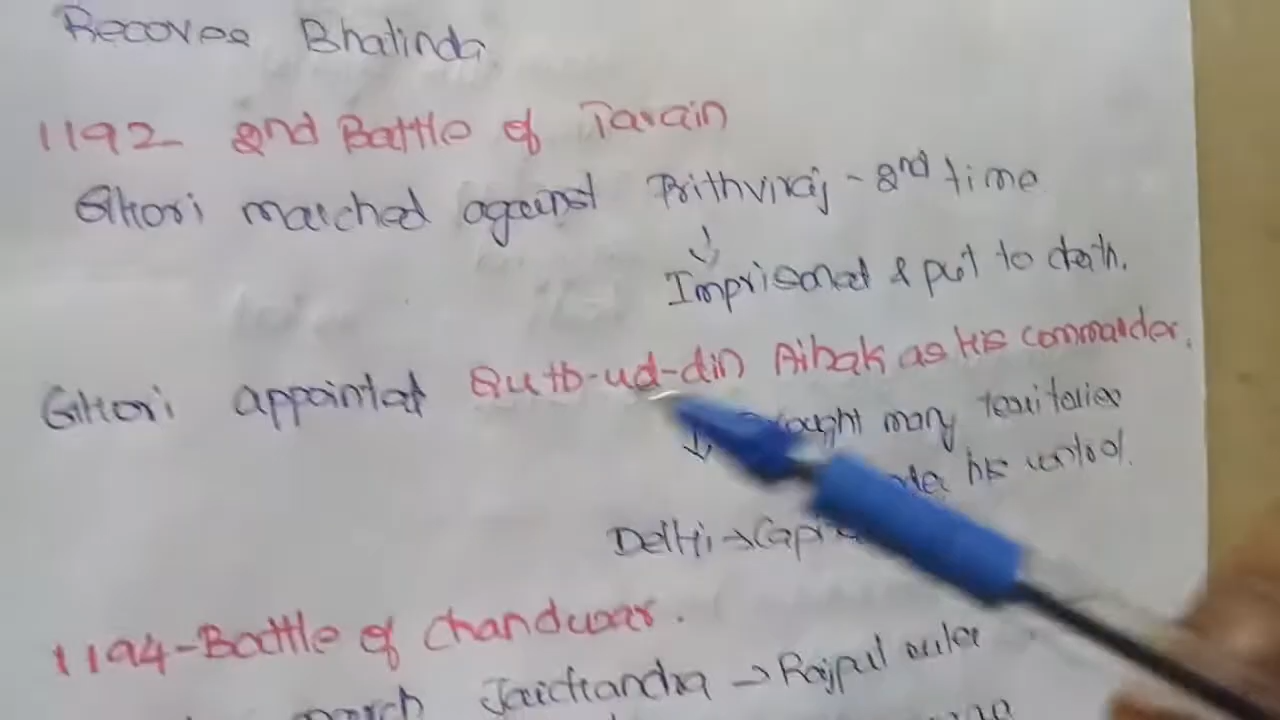 Recover Bhatinda
1192- 2nd Battle of Tarain
Ghori marched against Prithviraj - 2nd time
↓
Imprisoned & put to death.
Ghori appointed Qutb-ud-din Aibak as his commander.
↓ many territories
his control.
Delhi →
1194-Battle of Chandwar.
march Jaichandra → Rajput ruler